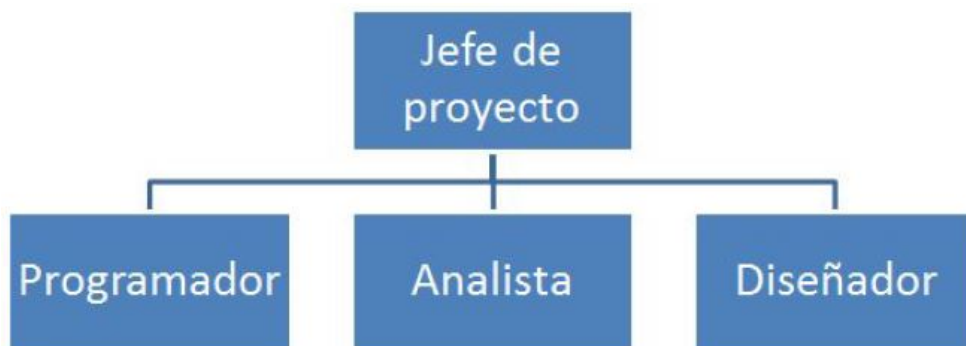 Jefe de
proyecto
Programador
Analista
Diseñador